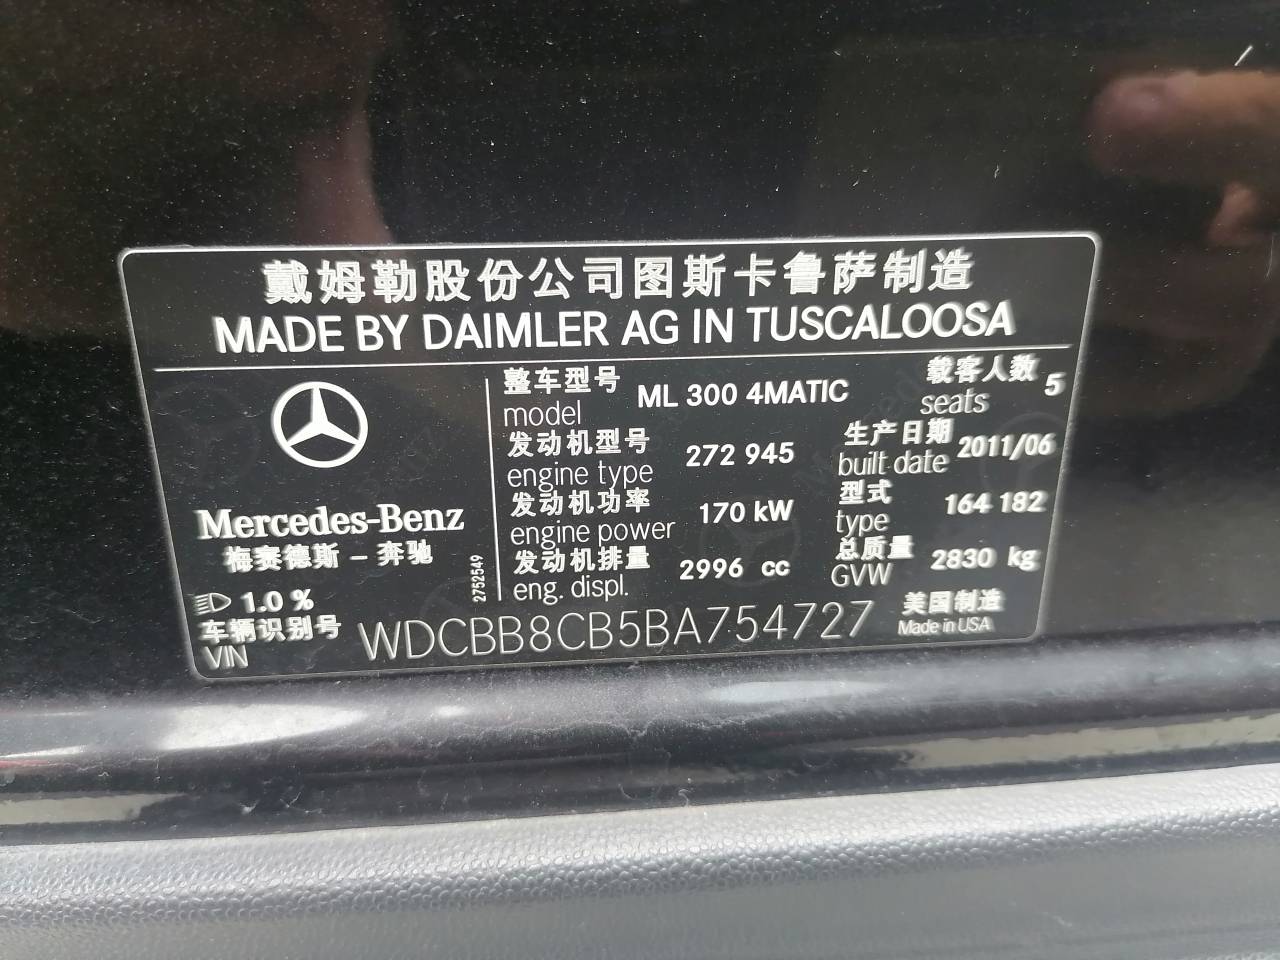 戴姆勒股份公司图斯卡鲁萨制造
MADE BY DAIMLER AG IN TUSCALOOSA
整车型号 ML 300 4MATIC 载客人数 5
model seats
发动机型号 272 945 生产日期 2011/06
engine type built date
发动机功率 170 kW 型式 164 182
engine power type
发动机排量 2996 cc 总质量 2830 kg
eng. displ. GVW
Mercedes-Benz
梅赛德斯 – 奔驰
2752549
1.0 %
车辆识别号 WDCBB8CB5BA754727
VIN
美国制造
Made in USA